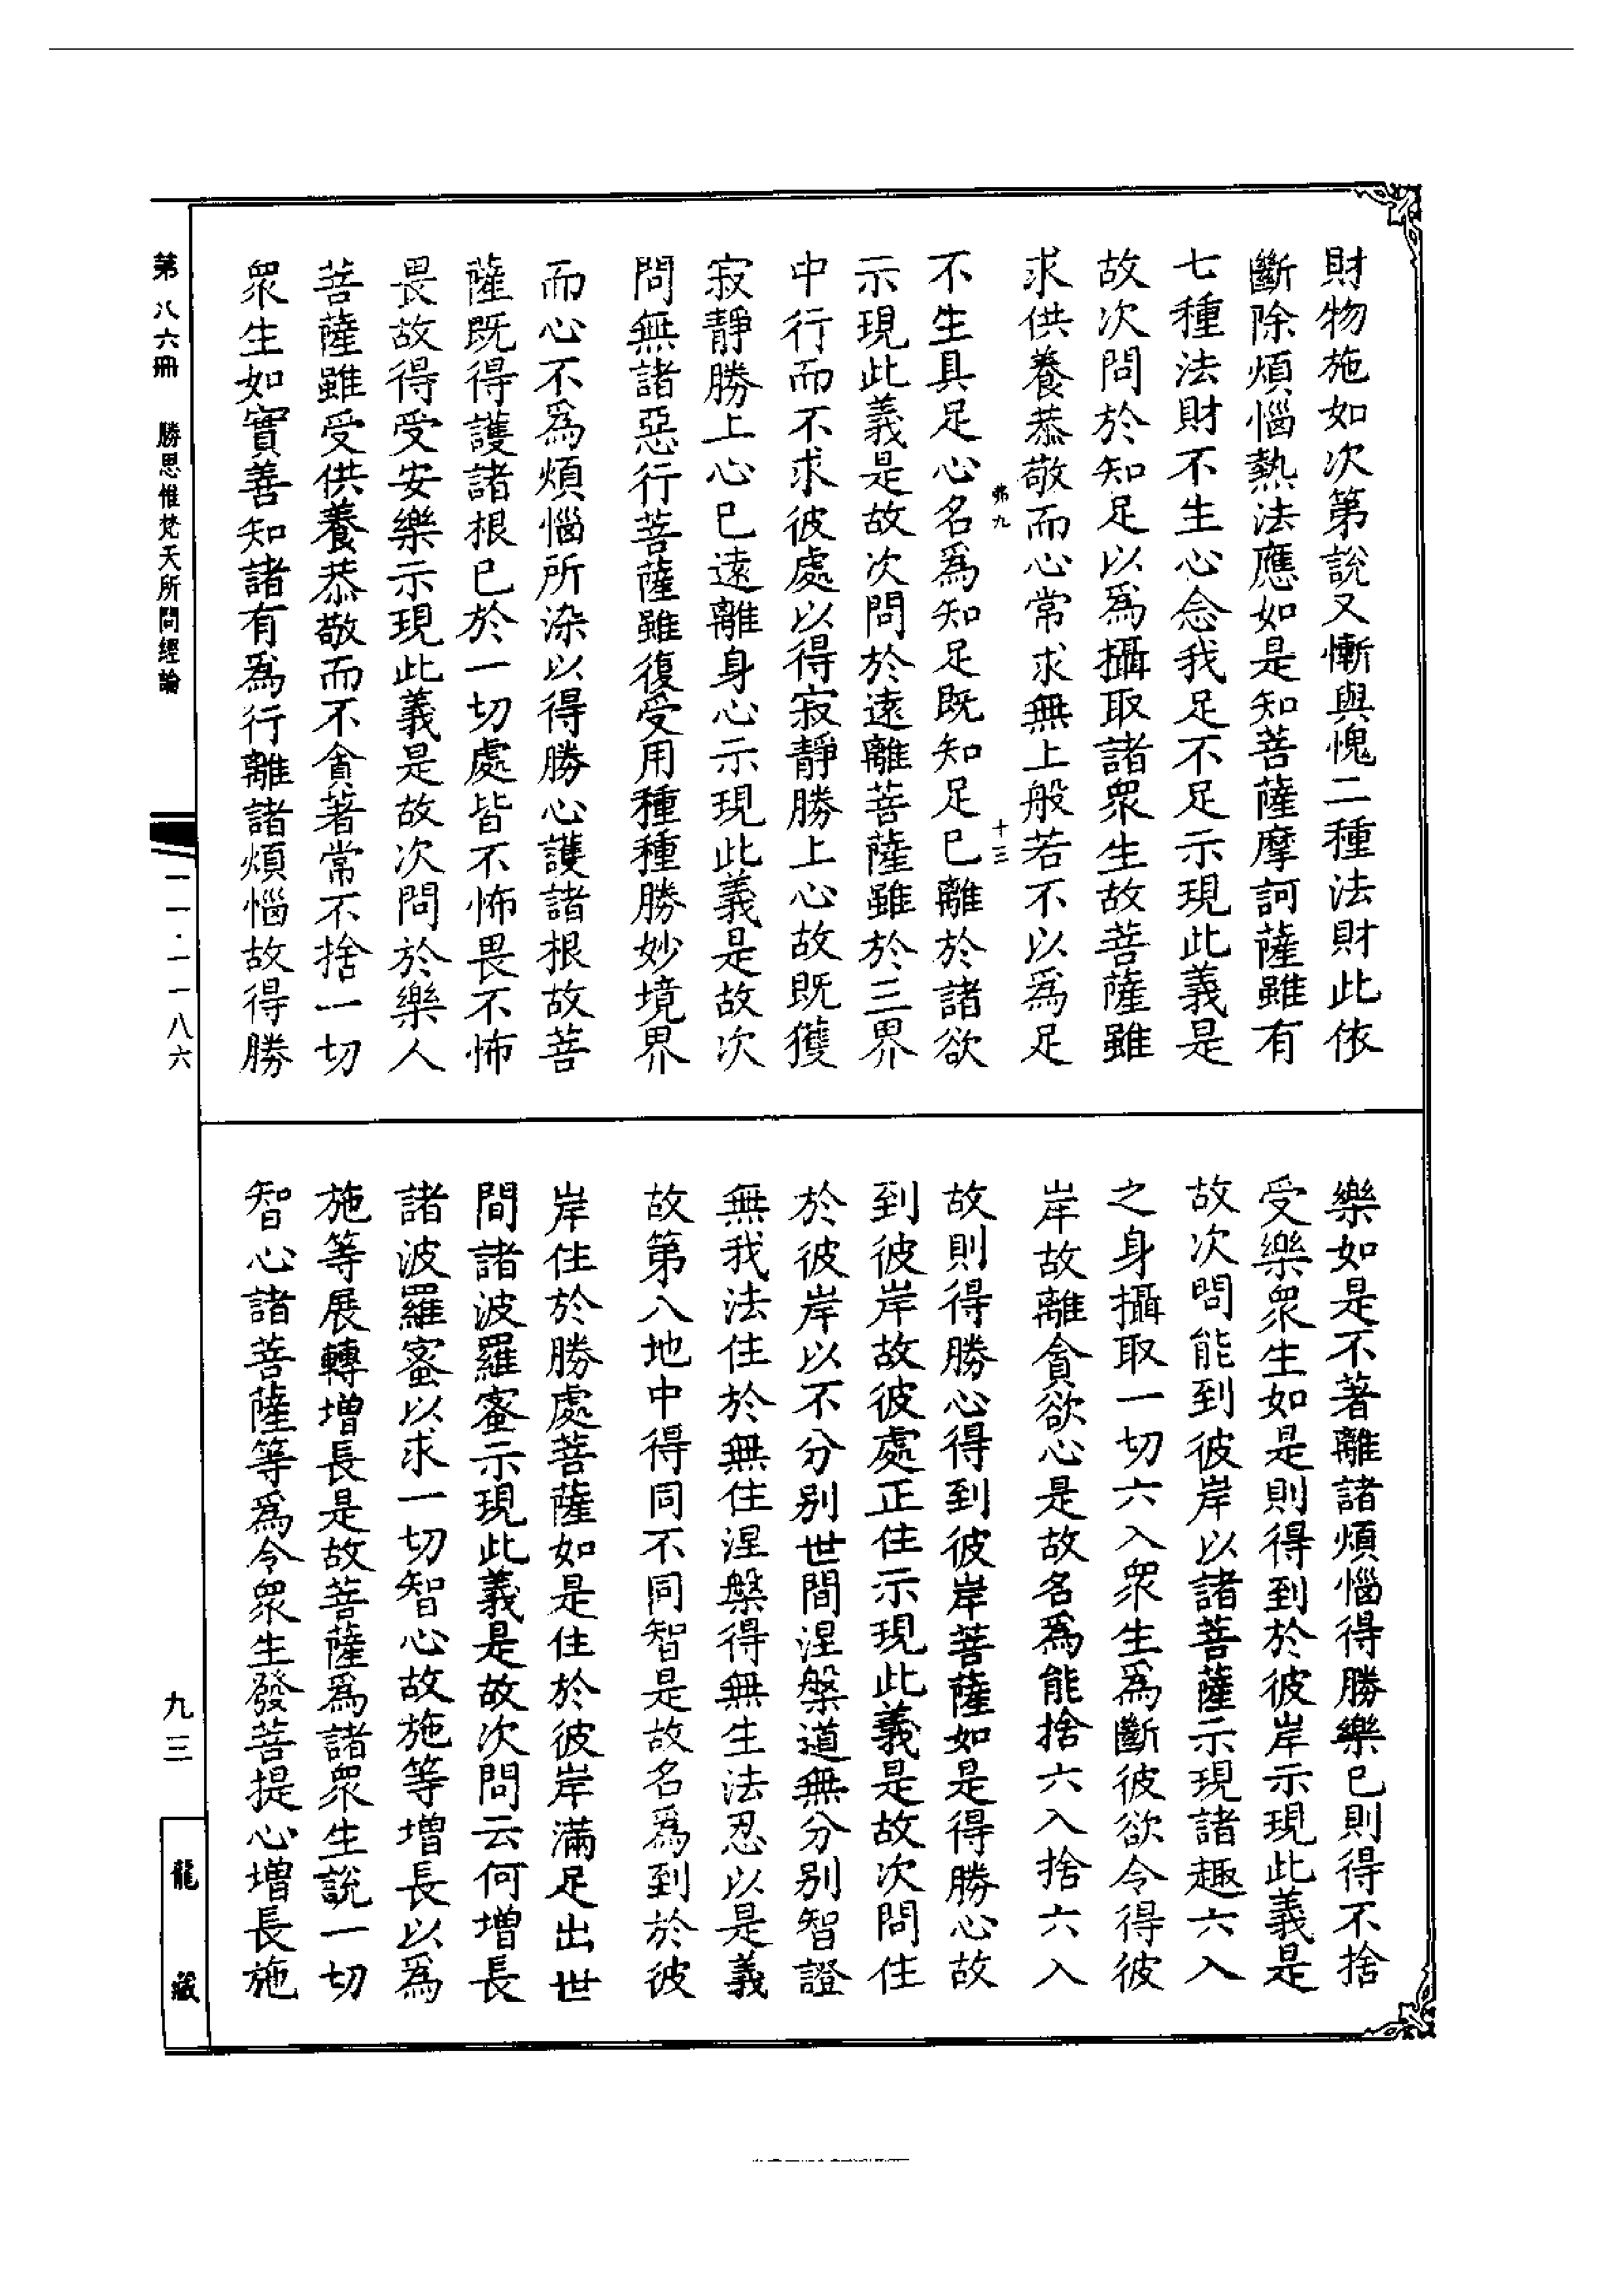 財物施如次第說又慚與愧二種法財此依
斷除煩惱熱法應如是知菩薩摩訶薩雖有
七種法財不生心念我足不足示現此義是
故次問於知足以爲攝取諸衆生故菩薩雖
求供養恭敬而心常求無上般若不以爲足
弗九
十三
不生具足心名爲知足既知足已離於諸欲
示現此義是故次問於遠離菩薩雖於三界
中行而不求彼處以得寂靜勝上心故既獲
寂靜勝上心已遠離身心示現此義是故次
問無諸惡行菩薩雖復受用種種勝妙境界
而心不爲煩惱所染以得勝心護諸根故菩
薩既得護諸根已於一切處皆不怖畏不怖
畏故得受安樂示現此義是故次問於樂人
菩薩雖受供養恭敬而不貪著常不捨一切
衆生如實善知諸有爲行離諸煩惱故得勝
樂如是不著離諸煩惱得勝樂已則得不捨
受樂衆生如是則得到於彼岸示現此義是
故次問能到彼岸以諸菩薩示現諸趣六入
之身攝取一切六入衆生爲斷彼欲令得彼
岸故離貪欲心是故名爲能捨六入捨六入
故則得勝心得到彼岸菩薩如是得勝心故
到彼岸故彼處正住示現此義是故次問住
於彼岸以不分別世間涅槃道無分別智證
無我法住於無住涅槃得無生法忍以是義
故第八地中得同不同智是故名爲到於彼
岸住於勝處菩薩如是住於彼岸滿足出世
間諸波羅蜜示現此義是故次問云何增長
諸波羅蜜以求一切智心故施等增長以爲
施等展轉增長是故菩薩爲諸衆生說一切
智心諸菩薩等爲令衆生發菩提心增長施
第八六冊 勝思惟梵天所問經論
一一·一一八六
九三
龍藏